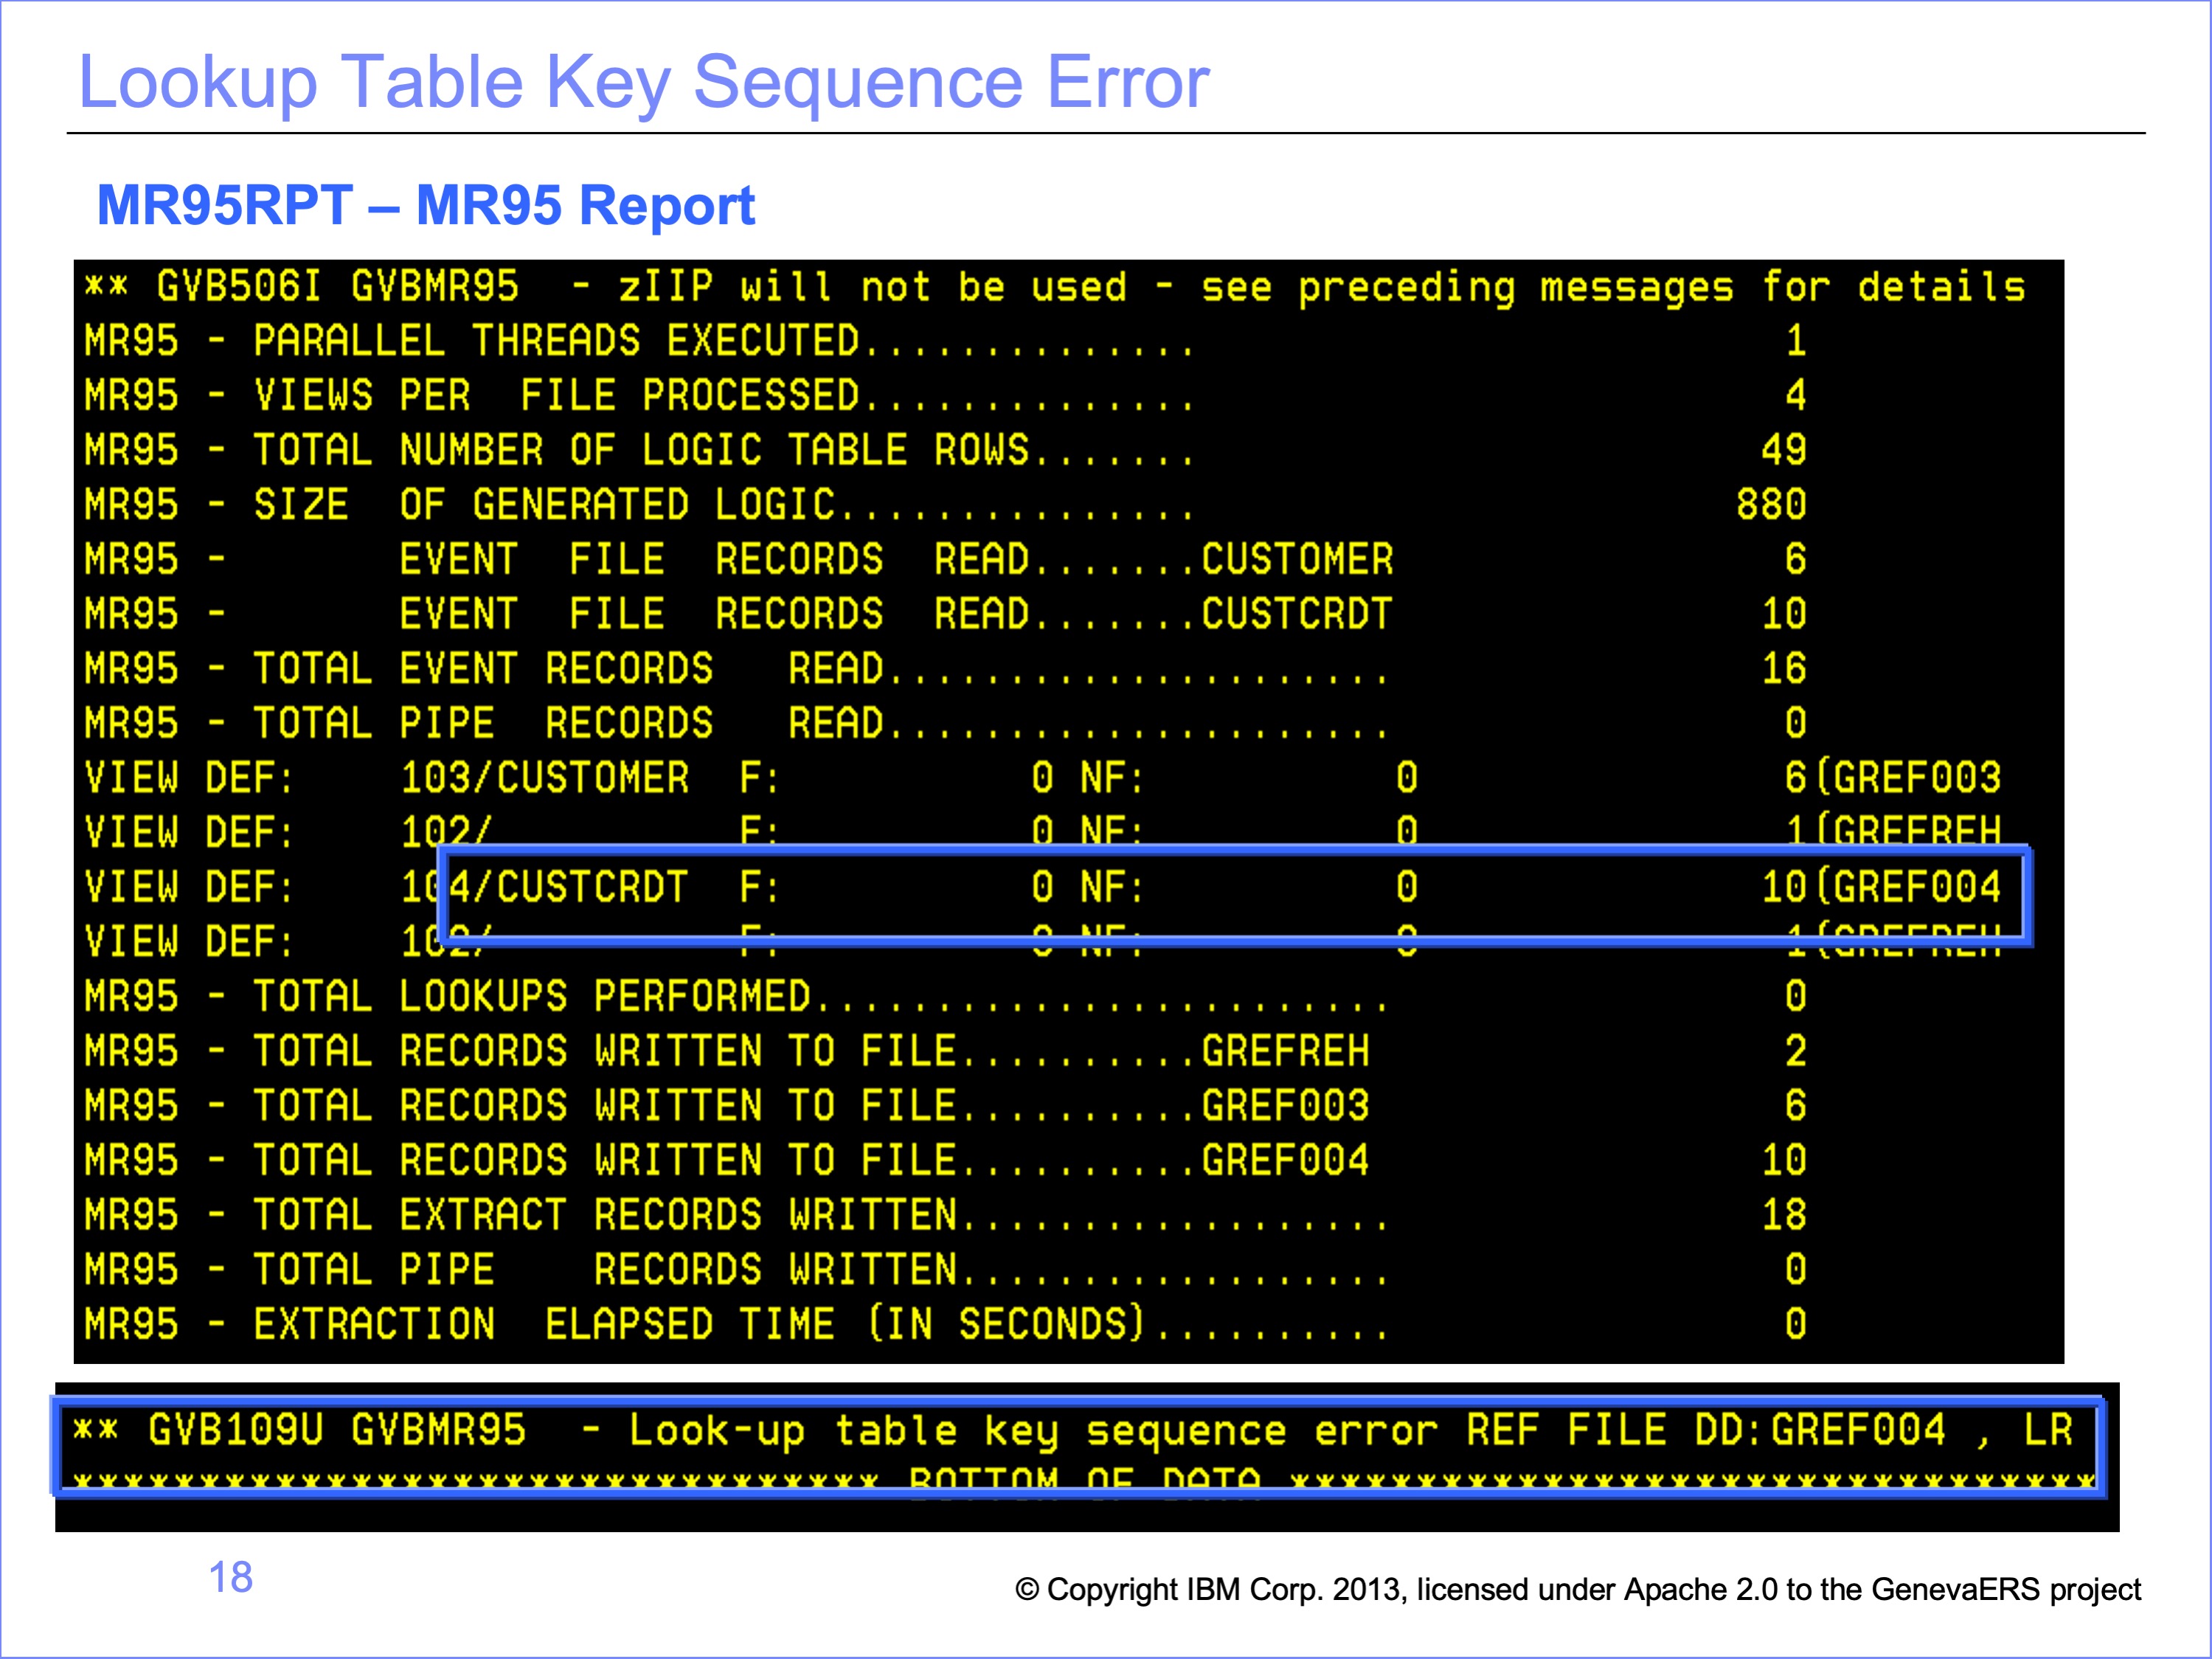 Lookup Table Key Sequence Error
MR95RPT – MR95 Report
** GVB506I GVBMR95 - zIIP will not be used - see preceding messages for details
MR95 - PARALLEL THREADS EXECUTED.............. 1
MR95 - VIEWS PER FILE PROCESSED.............. 4
MR95 - TOTAL NUMBER OF LOGIC TABLE ROWS....... 49
MR95 - SIZE OF GENERATED LOGIC............... 880
MR95 - EVENT FILE RECORDS READ.......CUSTOMER 6
MR95 - EVENT FILE RECORDS READ.......CUSTCRDT 10
MR95 - TOTAL EVENT RECORDS READ..................... 16
MR95 - TOTAL PIPE RECORDS READ..................... 0
VIEW DEF: 103/CUSTOMER F: 0 NF: 0 6(GREF003
VIEW DEF: 102/ F: 0 NF: 0 1(GREFREH
VIEW DEF: 104/CUSTCRDT F: 0 NF: 0 10(GREF004
VIEW DEF: 102/ F: 0 NF: 0 1(GREFREH
MR95 - TOTAL LOOKUPS PERFORMED........................ 0
MR95 - TOTAL RECORDS WRITTEN TO FILE..........GREFREH 2
MR95 - TOTAL RECORDS WRITTEN TO FILE..........GREF003 6
MR95 - TOTAL RECORDS WRITTEN TO FILE..........GREF004 10
MR95 - TOTAL EXTRACT RECORDS WRITTEN.................. 18
MR95 - TOTAL PIPE RECORDS WRITTEN.................. 0
MR95 - EXTRACTION ELAPSED TIME (IN SECONDS).......... 0
** GVB109U GVBMR95 - Look-up table key sequence error REF FILE DD:GREF004 , LR
******************************** BOTTOM OF DATA ********************************
18
© Copyright IBM Corp. 2013, licensed under Apache 2.0 to the GenevaERS project